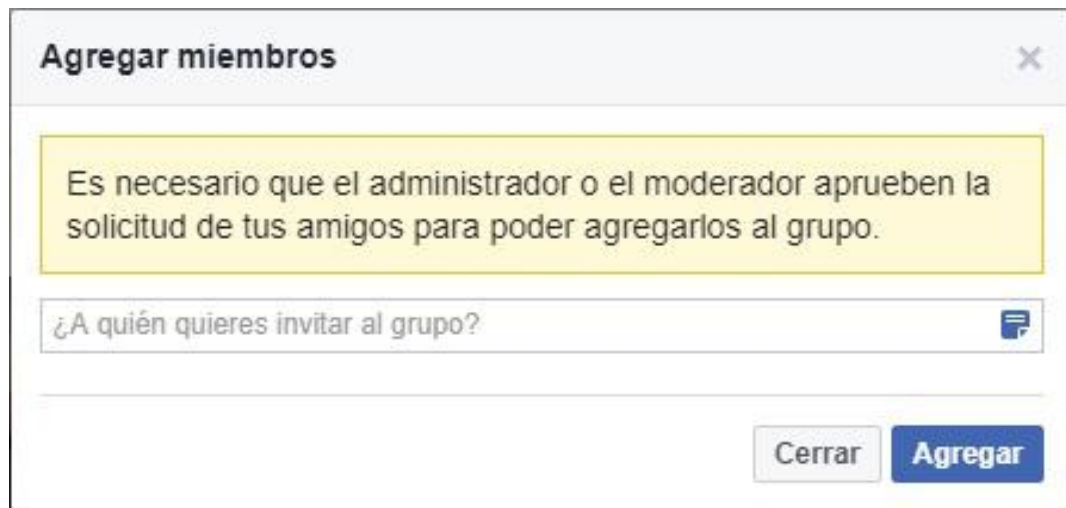 Agregar miembros
Es necesario que el administrador o el moderador aprueben la
solicitud de tus amigos para poder agregarlos al grupo.
¿A quién quieres invitar al grupo?
Cerrar
Agregar